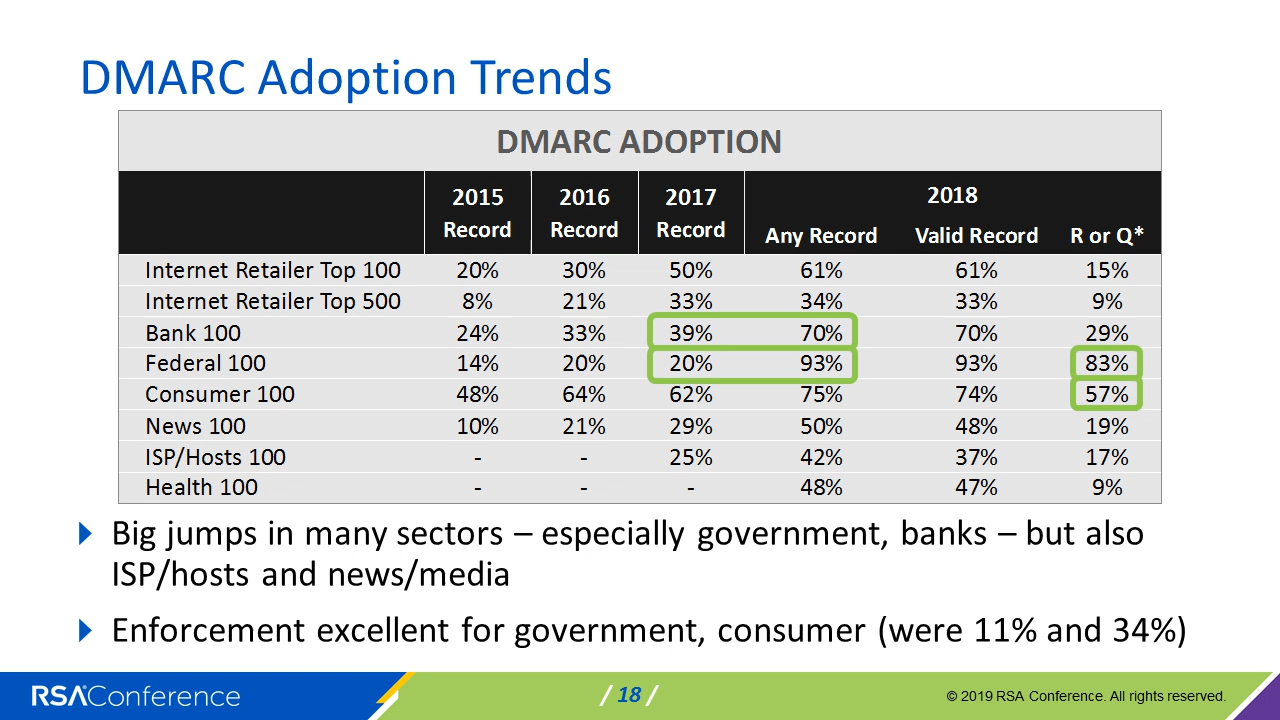 DMARC Adoption Trends
DMARC ADOPTION
2015 2016 2017 2018
Record Record Record Any Record Valid Record R or Q*
Internet Retailer Top 100 20% 30% 50% 61% 61% 15%
Internet Retailer Top 500 8% 21% 33% 34% 33% 9%
Bank 100 24% 33% 39% 70% 70% 29%
Federal 100 14% 20% 20% 93% 93% 83%
Consumer 100 48% 64% 62% 75% 74% 57%
News 100 10% 21% 29% 50% 48% 19%
ISP/Hosts 100 - - 25% 42% 37% 17%
Health 100 - - - 48% 47% 9%
Big jumps in many sectors – especially government, banks – but also
ISP/hosts and news/media
Enforcement excellent for government, consumer (were 11% and 34%)
RSA®Conference / 18 / © 2019 RSA Conference. All rights reserved.